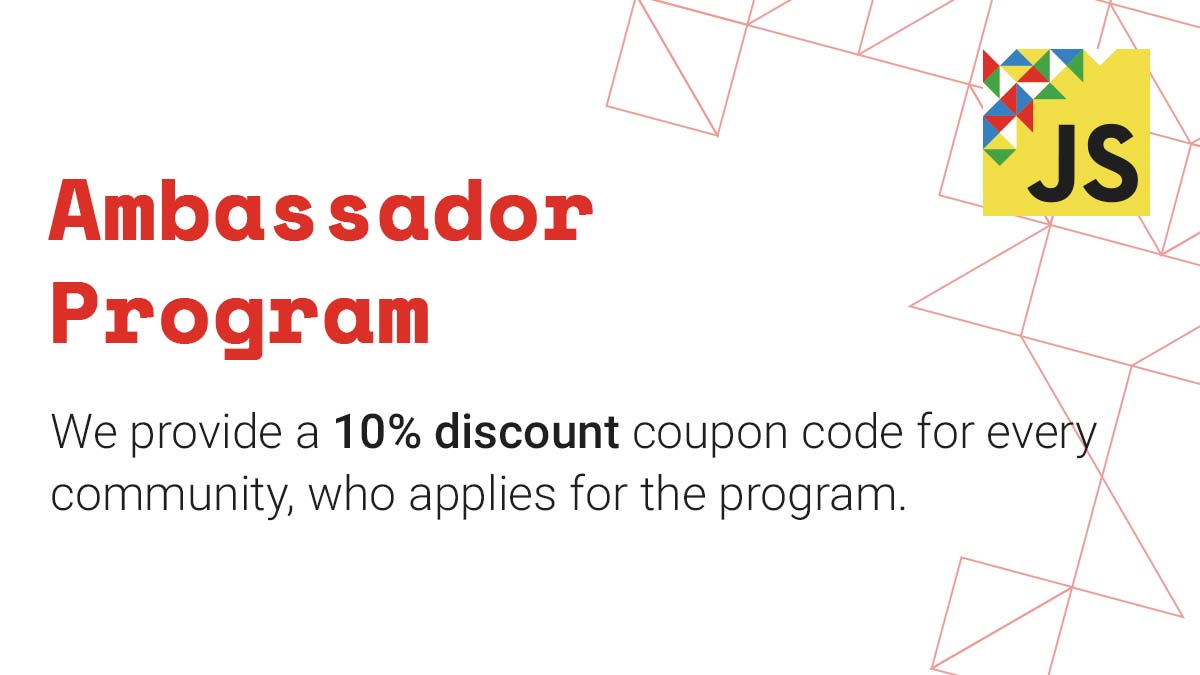 JS
Ambassador
Program
We provide a 10% discount coupon code for every
community, who applies for the program.